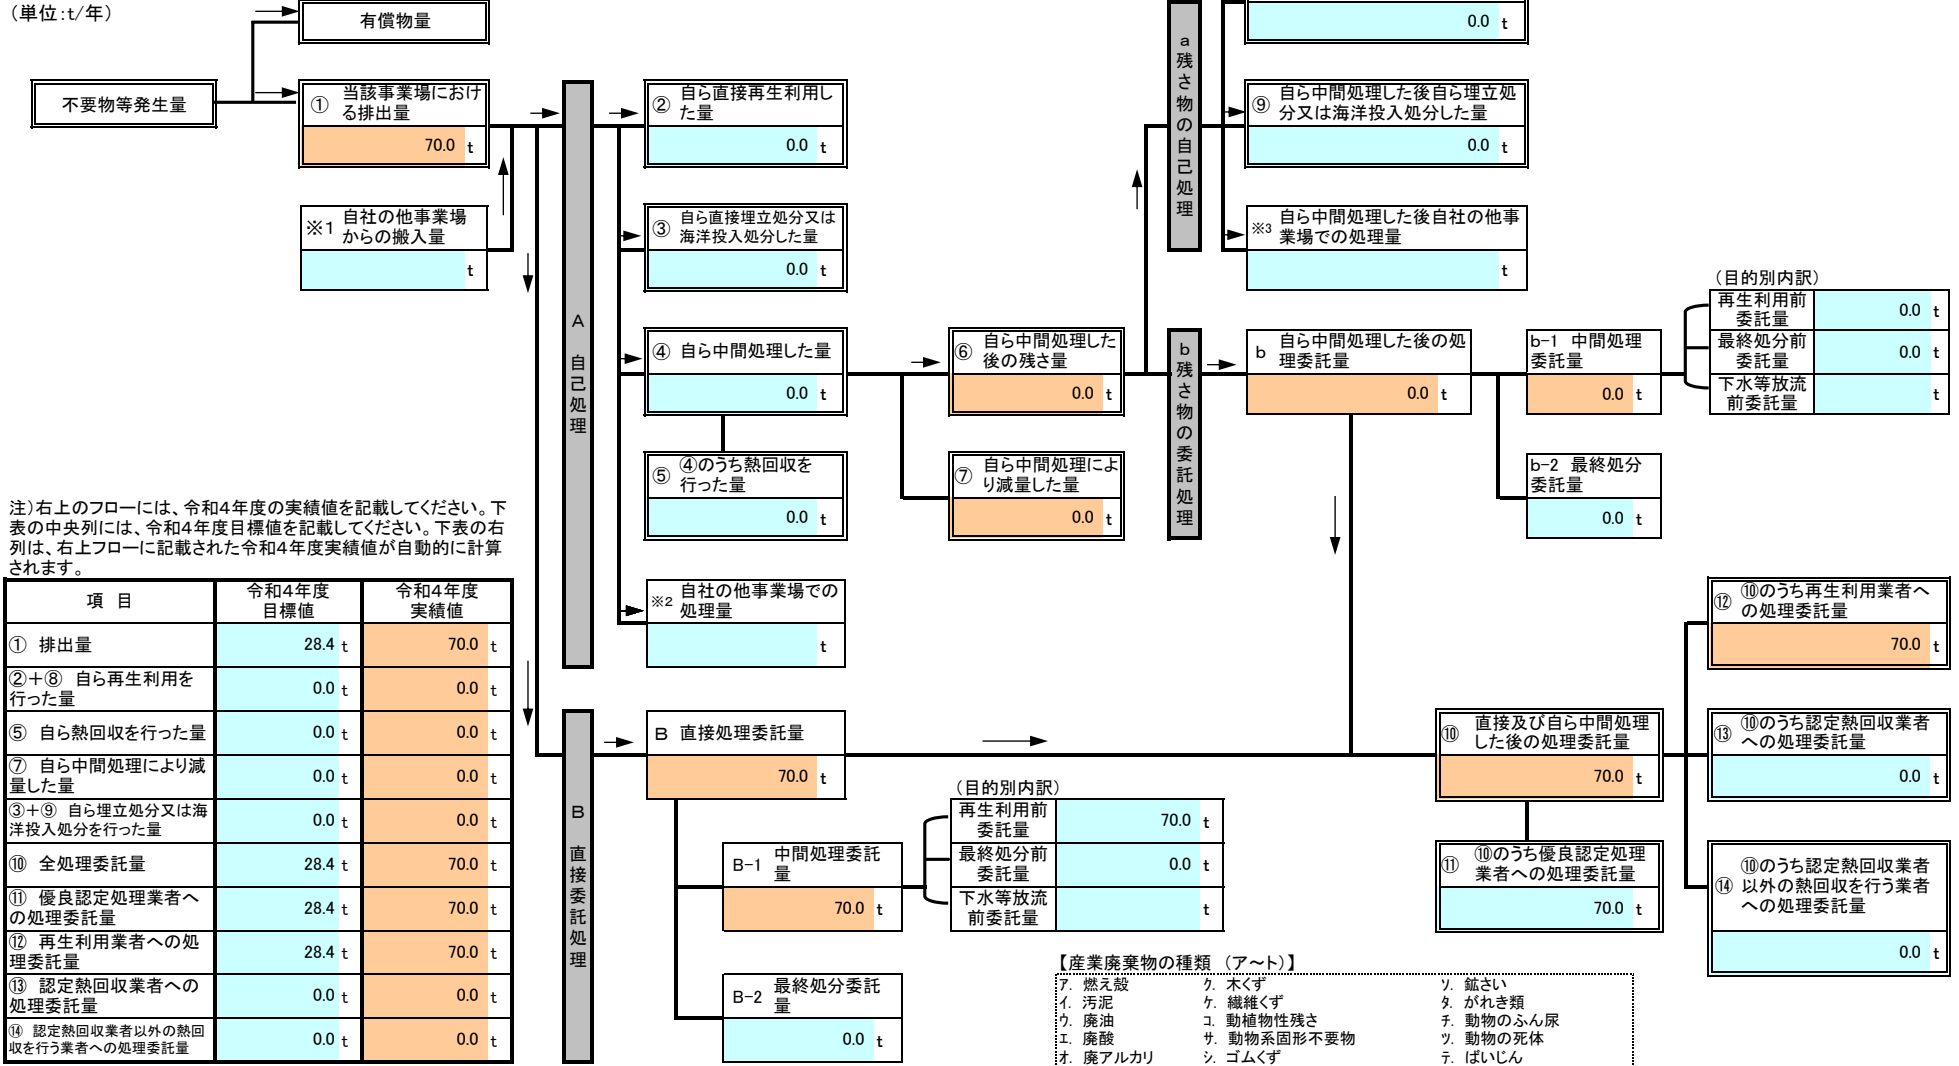 （単位:t/年）
有償物量
不要物等発生量
① 当該事業場におけ
る排出量
70.0 t
※1 自社の他事業場
からの搬入量
t
A 自己処理
② 自ら直接再生利用し
た量
0.0 t
③ 自ら直接埋立処分又は
海洋投入処分した量
0.0 t
④ 自ら中間処理した量
0.0 t
⑤ ④のうち熱回収を
行った量
0.0 t
※2 自社の他事業場での
処理量
t
⑥ 自ら中間処理した
後の残さ量
0.0 t
⑦ 自ら中間処理によ
り減量した量
0.0 t
a 残さ物の自己処理
0.0 t
⑨ 自ら中間処理した後自ら埋立処
分又は海洋投入処分した量
0.0 t
※3 自ら中間処理した後自社の他事
業場での処理量
t
b 残さ物の委託処理
b 自ら中間処理した後の処
理委託量
0.0 t
b-1 中間処理
委託量
0.0 t
b-2 最終処分
委託量
0.0 t
（目的別内訳）
再生利用前
委託量
0.0 t
最終処分前
委託量
0.0 t
下水等放流
前委託量
t
注）右上のフローには、令和4年度の実績値を記載してください。下
表の中央列には、令和4年度目標値を記載してください。下表の右
列は、右上フローに記載された令和4年度実績値が自動的に計算
されます。
項 目 令和4年度
目標値 令和4年度
実績値
① 排出量 28.4 t 70.0 t
②＋⑧ 自ら再生利用を
行った量 0.0 t 0.0 t
⑤ 自ら熱回収を行った量 0.0 t 0.0 t
⑦ 自ら中間処理により減
量した量 0.0 t 0.0 t
③＋⑨ 自ら埋立処分又は海
洋投入処分を行った量 0.0 t 0.0 t
⑩ 全処理委託量 28.4 t 70.0 t
⑪ 優良認定処理業者へ
の処理委託量 28.4 t 70.0 t
⑫ 再生利用業者への処
理委託量 28.4 t 70.0 t
⑬ 認定熱回収業者への
処理委託量 0.0 t 0.0 t
⑭ 認定熱回収業者以外の熱回
収を行う業者への処理委託量 0.0 t 0.0 t
B 直接委託処理
B 直接処理委託量
70.0 t
B-1 中間処理委託
量
70.0 t
B-2 最終処分委託
量
0.0 t
（目的別内訳）
再生利用前
委託量
70.0 t
最終処分前
委託量
0.0 t
下水等放流
前委託量
t
⑩ 直接及び自ら中間処理
した後の処理委託量
70.0 t
⑪ ⑩のうち優良認定処理
業者への処理委託量
70.0 t
⑫ ⑩のうち再生利用業者へ
の処理委託量
70.0 t
⑬ ⑩のうち認定熱回収業者
への処理委託量
0.0 t
⑭ ⑩のうち認定熱回収業者
以外の熱回収を行う業者
への処理委託量
0.0 t
【産業廃棄物の種類 （ア～ト）】
ア. 燃え殻 ク. 木くず ソ. 鉱さい
イ. 汚泥 ケ. 繊維くず タ. がれき類
ウ. 廃油 コ. 動植物性残さ チ. 動物のふん尿
エ. 廃酸 サ. 動物系固形不要物 ツ. 動物の死体
オ. 廃アルカリ シ. ゴムくず テ. ばいじん